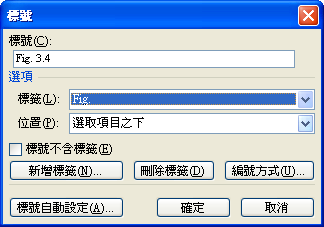 標號
標號(C):
Fig. 3.4
選項
標籤(L): Fig.
位置(P): 選取項目之下
標號不含標籤(E)
新增標籤(N)... 刪除標籤(D) 編號方式(U)...
標號自動設定(A)... 確定 取消